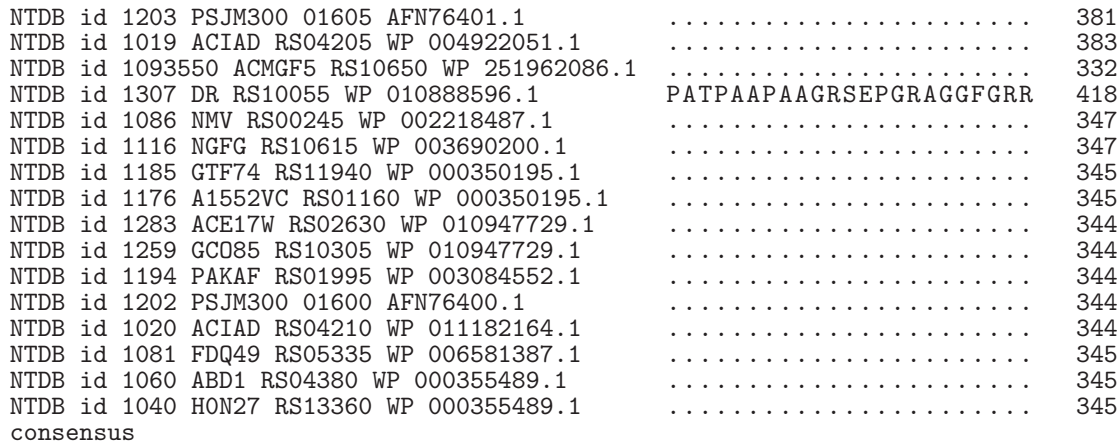 NTDB id 1203 PSJM300 01605 AFN76401.1 ....................... 381
NTDB id 1019 ACIAD RS04205 WP 004922051.1 ....................... 383
NTDB id 1093550 ACMGF5 RS10650 WP 251962086.1 ....................... 332
NTDB id 1307 DR RS10055 WP 010888596.1 PATPAAPAAGRSEPGRAGGFGRR 418
NTDB id 1086 NMV RS00245 WP 002218487.1 ....................... 347
NTDB id 1116 NGFG RS10615 WP 003690200.1 ....................... 347
NTDB id 1185 GTF74 RS11940 WP 000350195.1 ....................... 345
NTDB id 1176 A1552VC RS01160 WP 000350195.1 ....................... 345
NTDB id 1283 ACE17W RS02630 WP 010947729.1 ....................... 344
NTDB id 1259 GCO85 RS10305 WP 010947729.1 ....................... 344
NTDB id 1194 PAKAF RS01995 WP 003084552.1 ....................... 344
NTDB id 1202 PSJM300 01600 AFN76400.1 ....................... 344
NTDB id 1020 ACIAD RS04210 WP 011182164.1 ....................... 344
NTDB id 1081 FDQ49 RS05335 WP 006581387.1 ....................... 345
NTDB id 1060 ABD1 RS04380 WP 000355489.1 ....................... 345
NTDB id 1040 HON27 RS13360 WP 000355489.1 ....................... 345
consensus